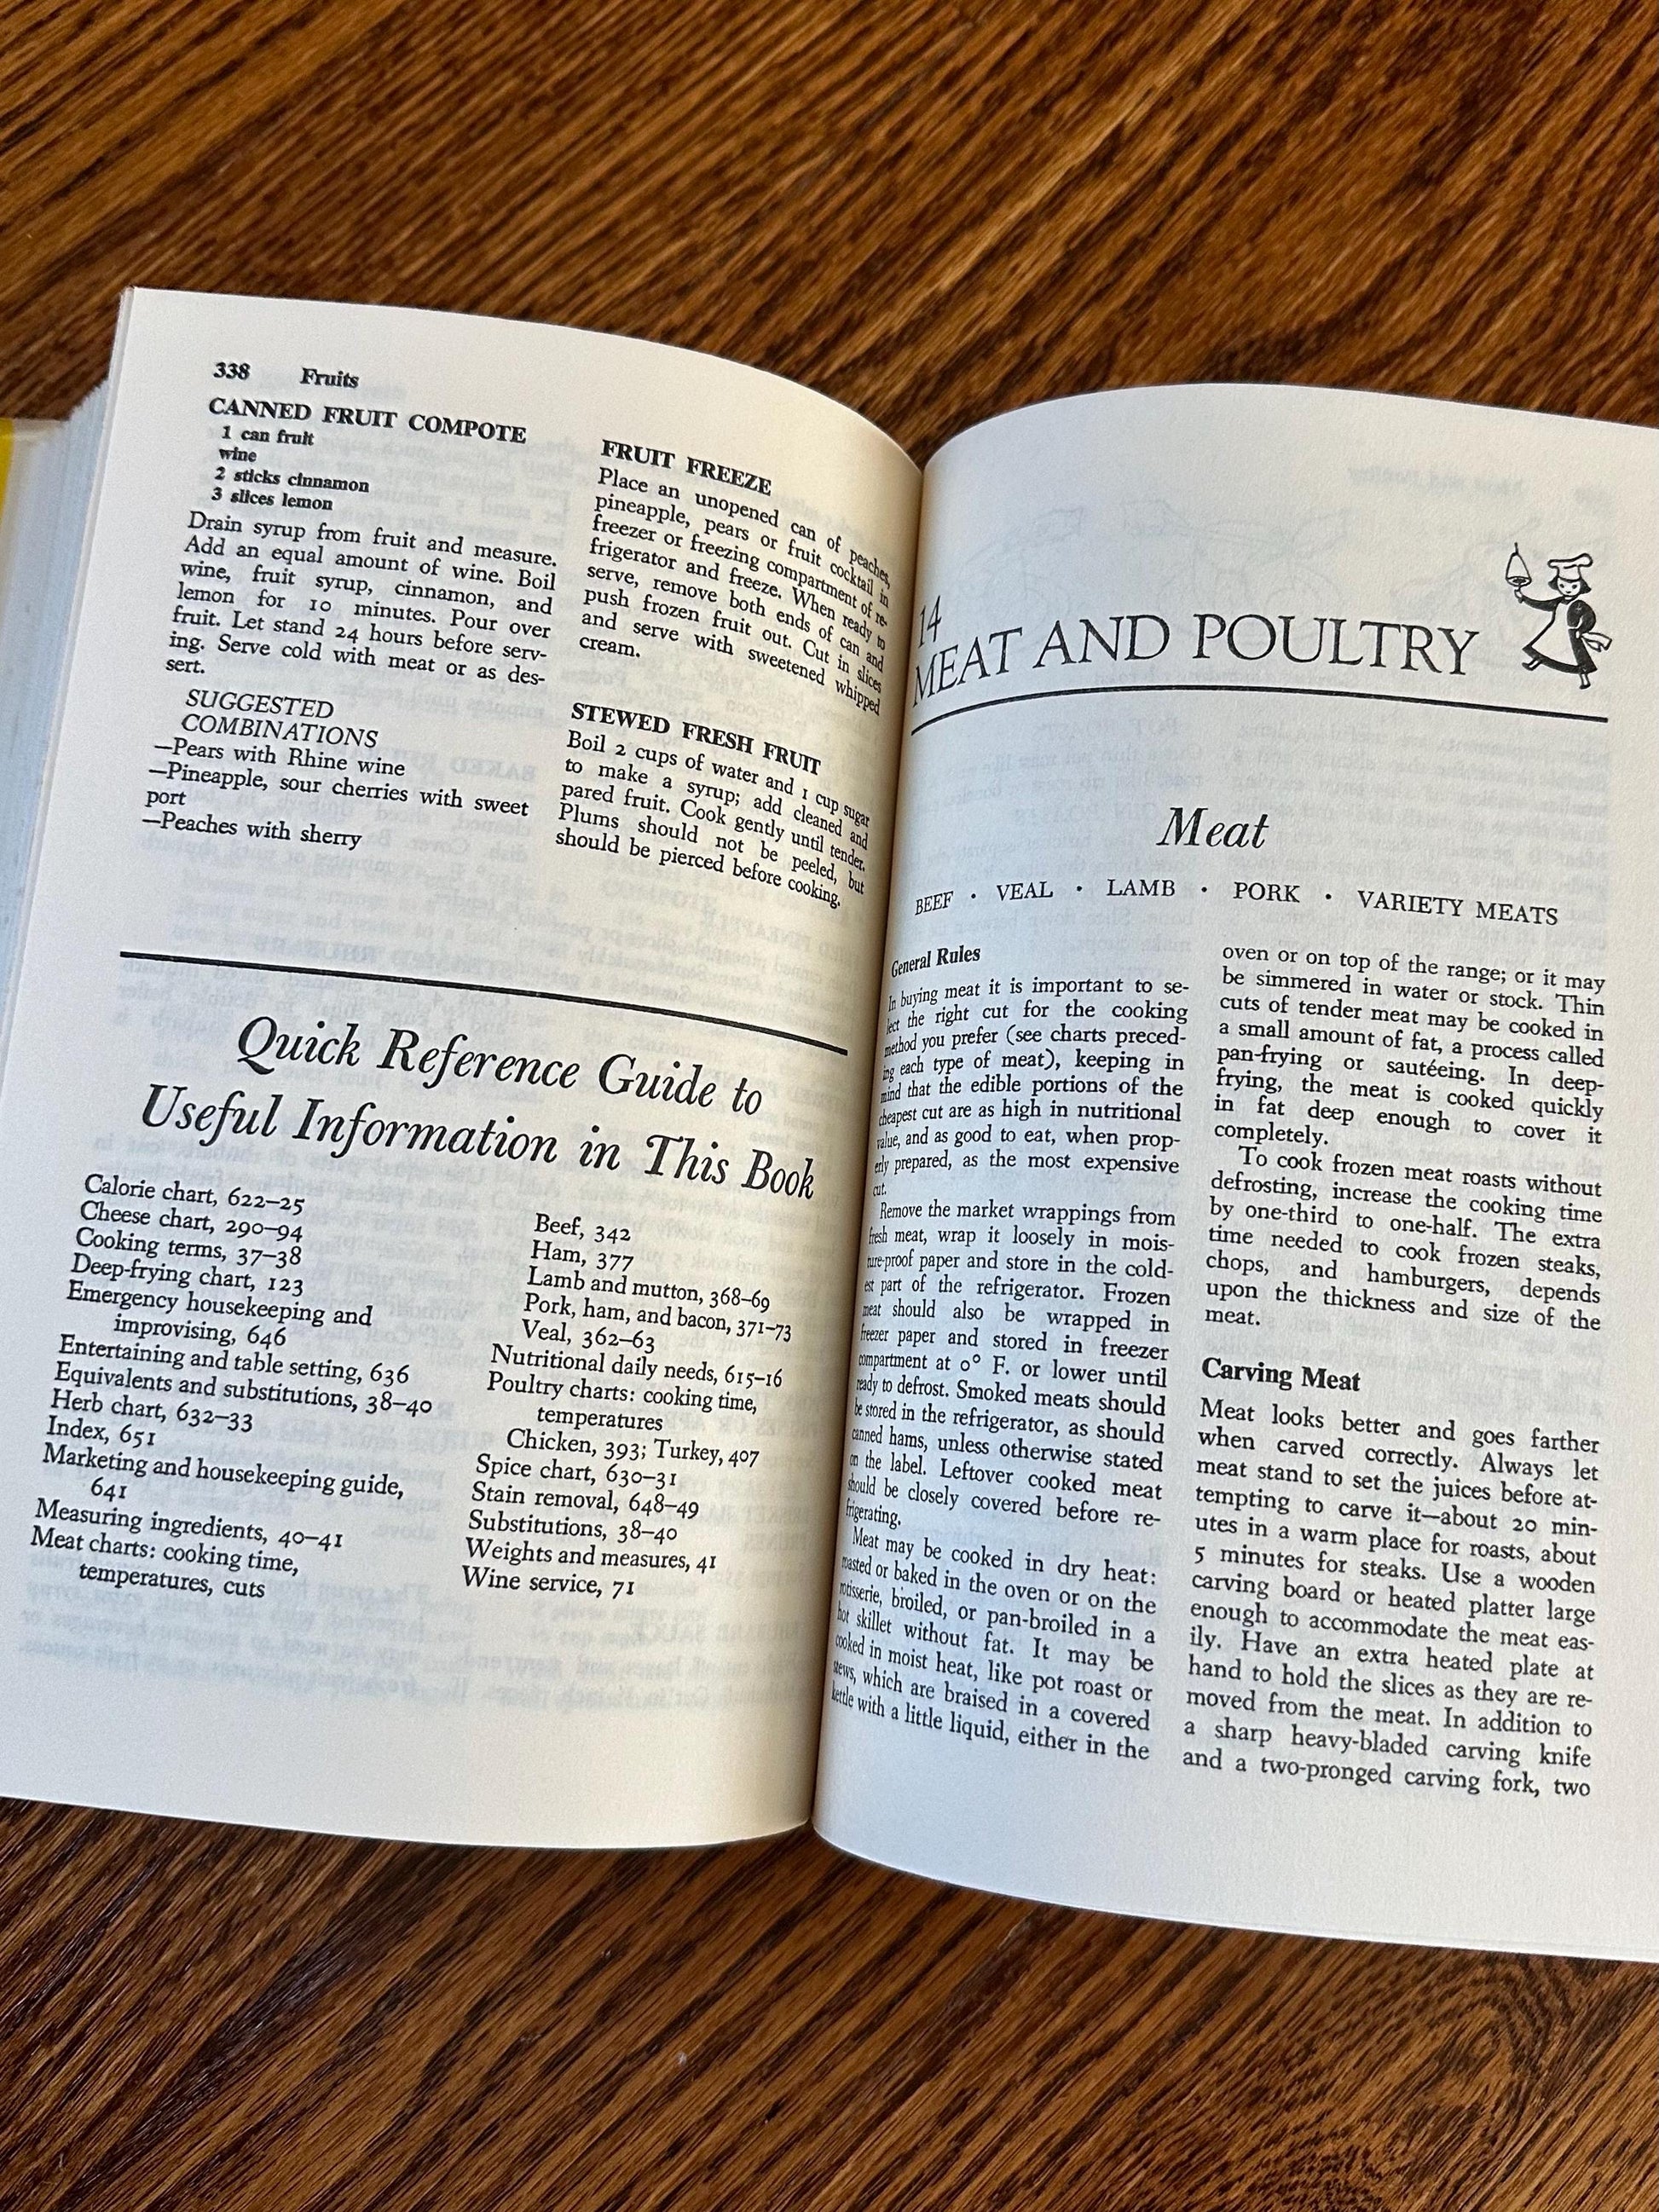 338 Fruits
CANNED FRUIT COMPOTE
1 can fruit
wine
2 sticks cinnamon
3 slices lemon
Drain syrup from fruit and measure.
Add an equal amount of wine. Boil
wine, fruit syrup, cinnamon, and
lemon for 10 minutes. Pour over
fruit. Let stand 24 hours before serv-
ing. Serve cold with meat or as des-
sert.
SUGGESTED
COMBINATIONS
—Pears with Rhine wine
—Pineapple, sour cherries with sweet
port
—Peaches with sherry
FRUIT FREEZE
Place an unopened can of peaches,
pineapple, pears or fruit cocktail in
freezer or freezing compartment of re-
frigerator and freeze. When ready to
serve, remove both ends of can and
push frozen fruit out. Cut in slices
and serve with sweetened whipped
cream.
STEWED FRESH FRUIT
Boil 2 cups of water and 1 cup sugar
to make a syrup; add cleaned and
pared fruit. Cook gently until tender.
Plums should not be peeled, but
should be pierced before cooking.
Quick Reference Guide to
Useful Information in This Book
Calorie chart, 622–25
Cheese chart, 290–94
Cooking terms, 37–38
Deep-frying chart, 123
Emergency housekeeping and
improvising, 646
Entertaining and table setting, 636
Equivalents and substitutions, 38–40
Herb chart, 632–33
Index, 651
Marketing and housekeeping guide,
641
Measuring ingredients, 40–41
Meat charts: cooking time,
temperatures, cuts
Beef, 342
Ham, 377
Lamb and mutton, 368–69
Pork, ham, and bacon, 371–73
Veal, 362–63
Nutritional daily needs, 615–16
Poultry charts: cooking time,
temperatures
Chicken, 393; Turkey, 407
Spice chart, 630–31
Stain removal, 648–49
Substitutions, 38–40
Weights and measures, 41
Wine service, 71
14
MEAT AND POULTRY
Meat
BEEF · VEAL · LAMB · PORK · VARIETY MEATS
General Rules
In buying meat it is important to se-
lect the right cut for the cooking
method you prefer (see charts preced-
ing each type of meat), keeping in
mind that the edible portions of the
cheapest cut are as high in nutritional
value, and as good to eat, when prop-
erly prepared, as the most expensive
cut.
Remove the market wrappings from
fresh meat, wrap it loosely in mois-
ture-proof paper and store in the cold-
est part of the refrigerator. Frozen
meat should also be wrapped in
freezer paper and stored in freezer
compartment at 0° F. or lower until
ready to defrost. Smoked meats should
be stored in the refrigerator, as should
canned hams, unless otherwise stated
on the label. Leftover cooked meat
should be closely covered before re-
frigerating.
Meat may be cooked in dry heat:
roasted or baked in the oven or on the
rotisserie, broiled, or pan-broiled in a
hot skillet without fat. It may be
cooked in moist heat, like pot roast or
stews, which are braised in a covered
kettle with a little liquid, either in the
oven or on top of the range; or it may
be simmered in water or stock. Thin
cuts of tender meat may be cooked in
a small amount of fat, a process called
pan-frying or sautéeing. In deep-
frying, the meat is cooked quickly
in fat deep enough to cover it
completely.
To cook frozen meat roasts without
defrosting, increase the cooking time
by one-third to one-half. The extra
time needed to cook frozen steaks,
chops, and hamburgers, depends
upon the thickness and size of the
meat.
Carving Meat
Meat looks better and goes farther
when carved correctly. Always let
meat stand to set the juices before at-
tempting to carve it—about 20 min-
utes in a warm place for roasts, about
5 minutes for steaks. Use a wooden
carving board or heated platter large
enough to accommodate the meat eas-
ily. Have an extra heated plate at
hand to hold the slices as they are re-
moved from the meat. In addition to
a sharp heavy-bladed carving knife
and a two-pronged carving fork, two